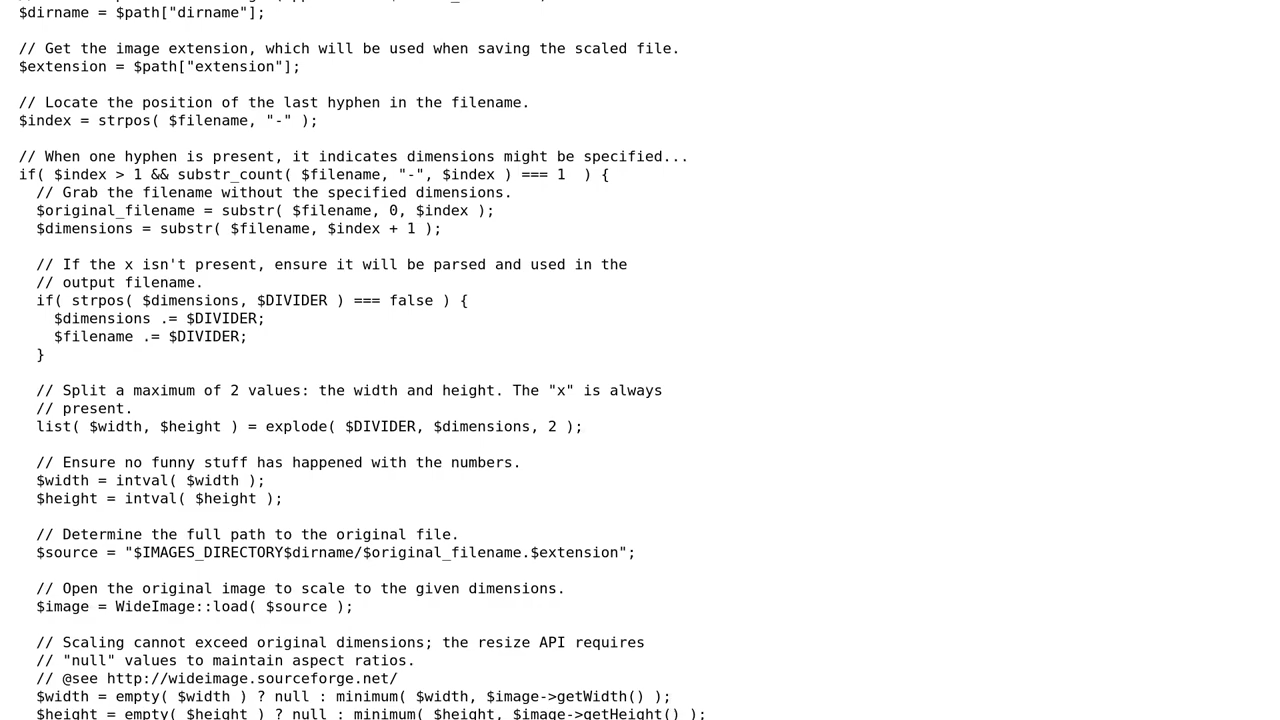 $dirname = $path["dirname"];
// Get the image extension, which will be used when saving the scaled file.
$extension = $path["extension"];
// Locate the position of the last hyphen in the filename.
$index = strpos( $filename, "-" );
// When one hyphen is present, it indicates dimensions might be specified...
if( $index > 1 && substr_count( $filename, "-", $index ) === 1  ) {
// Grab the filename without the specified dimensions.
$original_filename = substr( $filename, 0, $index );
$dimensions = substr( $filename, $index + 1 );
// If the x isn't present, ensure it will be parsed and used in the
// output filename.
if( strpos( $dimensions, $DIVIDER ) === false ) {
$dimensions .= $DIVIDER;
$filename .= $DIVIDER;
}
// Split a maximum of 2 values: the width and height. The "x" is always
// present.
list( $width, $height ) = explode( $DIVIDER, $dimensions, 2 );
// Ensure no funny stuff has happened with the numbers.
$width = intval( $width );
$height = intval( $height );
// Determine the full path to the original file.
$source = "$IMAGES_DIRECTORY$dirname/$original_filename.$extension";
// Open the original image to scale to the given dimensions.
$image = WideImage::load( $source );
// Scaling cannot exceed original dimensions; the resize API requires
// "null" values to maintain aspect ratios.
// @see http://wideimage.sourceforge.net/
$width = empty( $width ) ? null : minimum( $width, $image->getWidth() );
$height = empty( $height ) ? null : minimum( $height, $image->getHeight() );